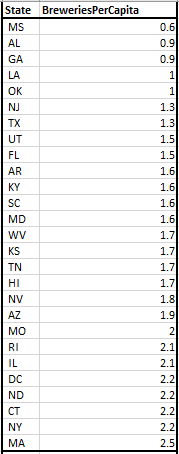 State BreweriesPerCapita
MS 0.6
AL 0.9
GA 0.9
LA 1
OK 1
NJ 1.3
TX 1.3
UT 1.5
FL 1.5
AR 1.6
KY 1.6
SC 1.6
MD 1.6
WV 1.7
KS 1.7
TN 1.7
HI 1.7
NV 1.8
AZ 1.9
MO 2
RI 2.1
IL 2.1
DC 2.2
ND 2.2
CT 2.2
NY 2.2
MA 2.5